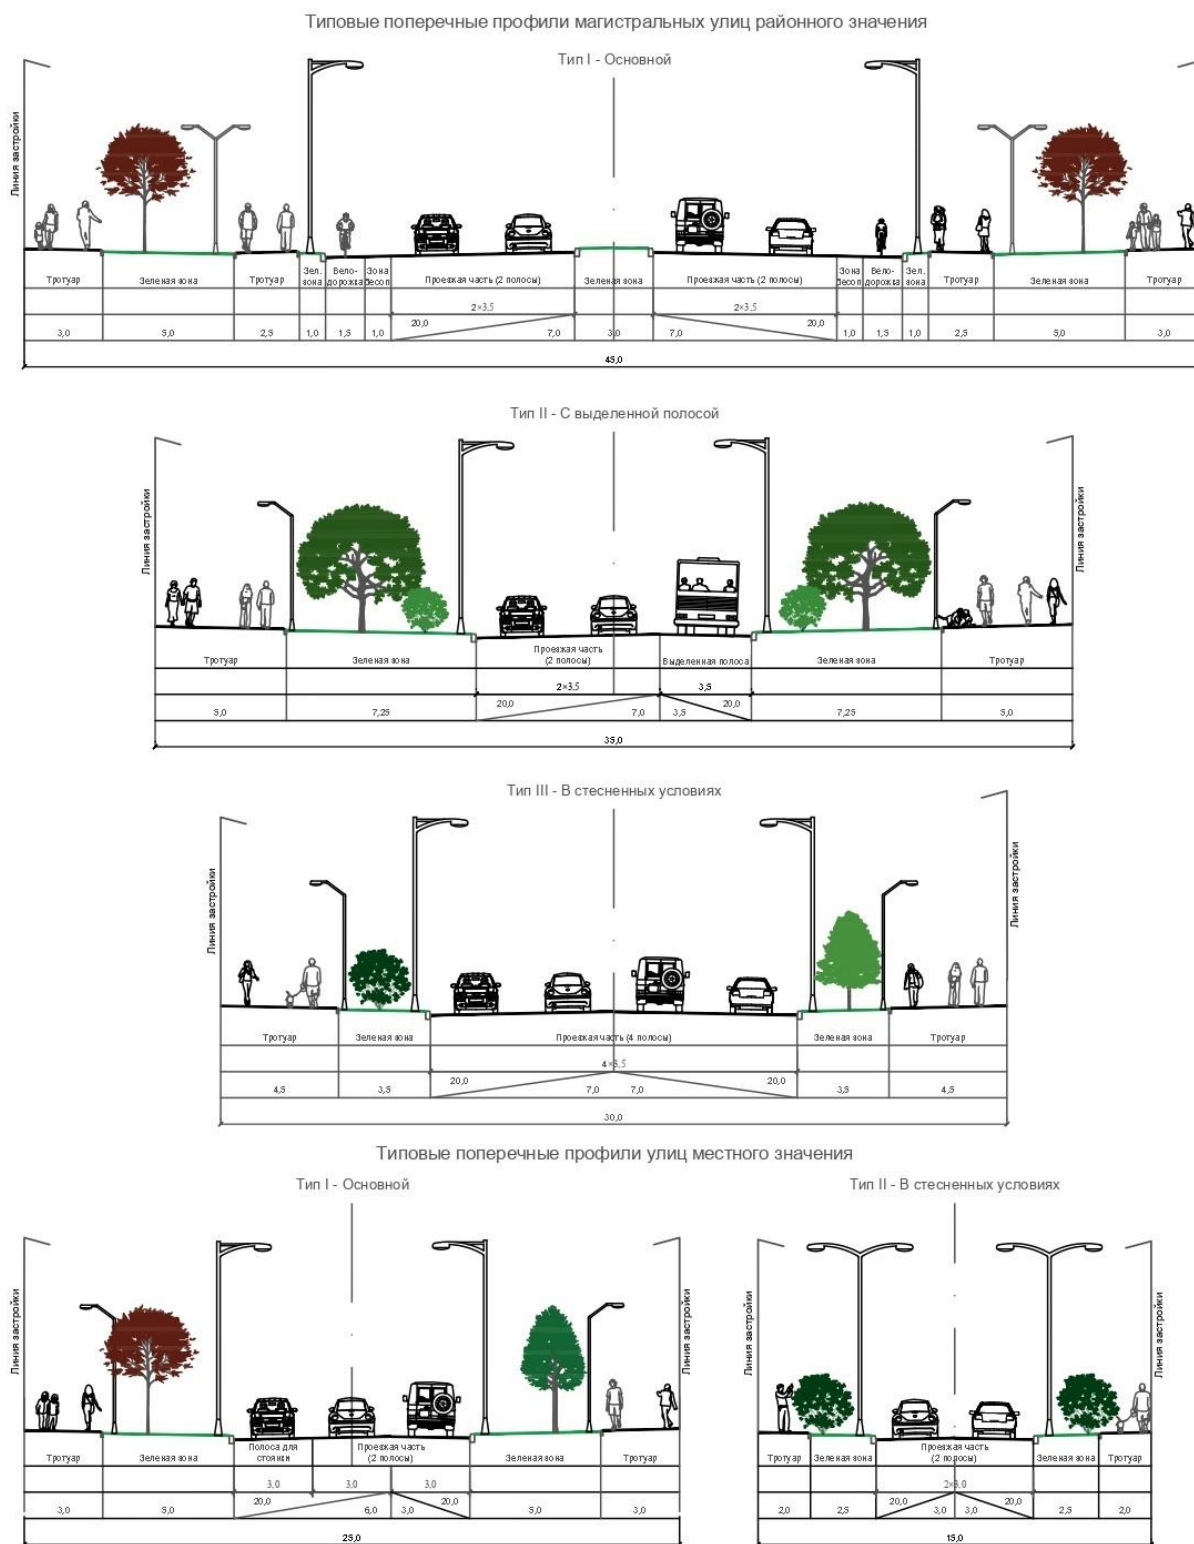 Типовые поперечные профили магистральных улиц районного значения
Тип I - Основной
Линия застройки
Тротуар
Зеленая зона
Тротуар
Зел. зона
Вело-дорожка
Зона безоп
Проезжая часть (2 полосы)
Зеленая зона
Проезжая часть (2 полосы)
Зона безоп
Вело-дорожка
Зел. зона
Тротуар
Зеленая зона
Тротуар
2×3,5
2×3,5
20,0
20,0
3,0
5,0
2,5
1,0
1,5
1,0
7,0
3,0
7,0
1,0
1,5
1,0
2,5
5,0
3,0
45,0
Тип II - С выделенной полосой
Линия застройки
Линия застройки
Тротуар
Зеленая зона
Проезжая часть
(2 полосы)
Выделенная полоса
Зеленая зона
Тротуар
2×3,5
3,5
20,0
20,0
5,0
7,25
7,0
3,5
7,25
5,0
35,0
Тип III - В стесненных условиях
Линия застройки
Линия застройки
Тротуар
Зеленая зона
Проезжая часть (4 полосы)
Зеленая зона
Тротуар
4×3,5
20,0
20,0
4,5
3,5
7,0
7,0
3,5
4,5
30,0
Типовые поперечные профили улиц местного значения
Тип I - Основной
Линия застройки
Линия застройки
Тротуар
Зеленая зона
Полоса для
стоянки
Проезжая часть
(2 полосы)
Зеленая зона
Тротуар
3,0
3,0
3,0
20,0
20,0
3,0
5,0
6,0
3,0
5,0
3,0
25,0
Тип II - В стесненных условиях
Линия застройки
Линия застройки
Тротуар
Зеленая зона
Проезжая часть
(2 полосы)
Зеленая зона
Тротуар
2×3,0
20,0
20,0
2,0
2,5
3,0
3,0
2,5
2,0
15,0